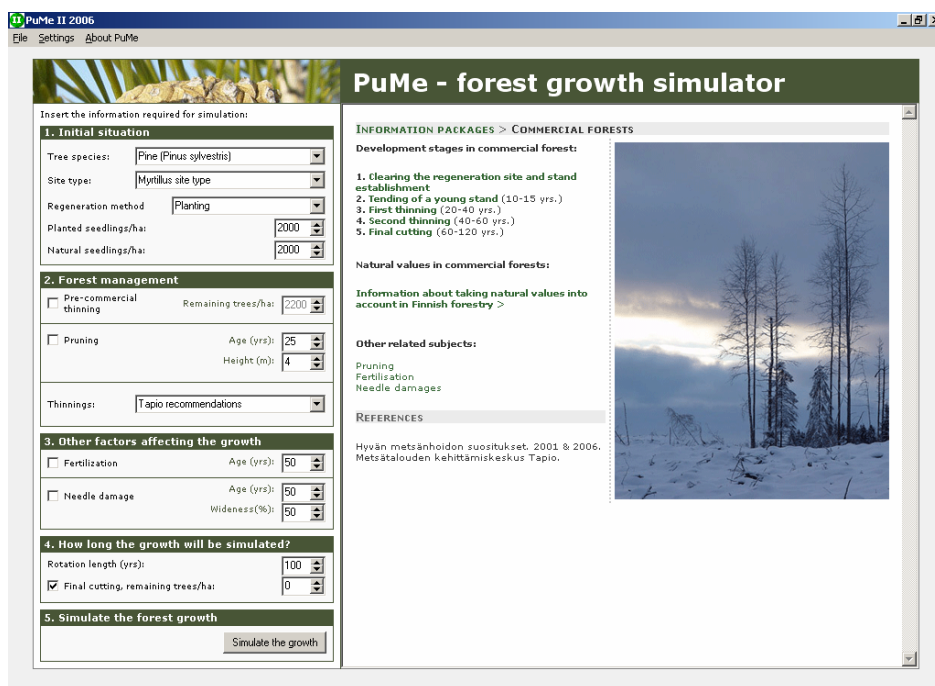 PuMe II 2006
File Settings About PuMe
PuMe - forest growth simulator
Insert the information required for simulation:
1. Initial situation
Tree species: Pine (Pinus sylvestris)
Site type: Myrtillus site type
Regeneration method Planting
Planted seedlings/ha: 2000
Natural seedlings/ha: 2000
2. Forest management
Pre-commercial
thinning Remaining trees/ha: 2200
Pruning Age (yrs): 25
Height (m): 4
Thinnings: Tapio recommendations
3. Other factors affecting the growth
Fertilization Age (yrs): 50
Needle damage Age (yrs): 50
Wideness(%): 50
4. How long the growth will be simulated?
Rotation length (yrs): 100
Final cutting, remaining trees/ha: 0
5. Simulate the forest growth
Simulate the growth
INFORMATION PACKAGES > COMMERCIAL FORESTS
Development stages in commercial forest:
1. Clearing the regeneration site and stand
establishment
2. Tending of a young stand (10-15 yrs.)
3. First thinning (20-40 yrs.)
4. Second thinning (40-60 yrs.)
5. Final cutting (60-120 yrs.)
Natural values in commercial forests:
Information about taking natural values into
account in Finnish forestry >
Other related subjects:
Pruning
Fertilisation
Needle damages
REFERENCES
Hyvän metsänhoidon suositukset. 2001 & 2006.
Metsätalouden kehittämiskeskus Tapio.